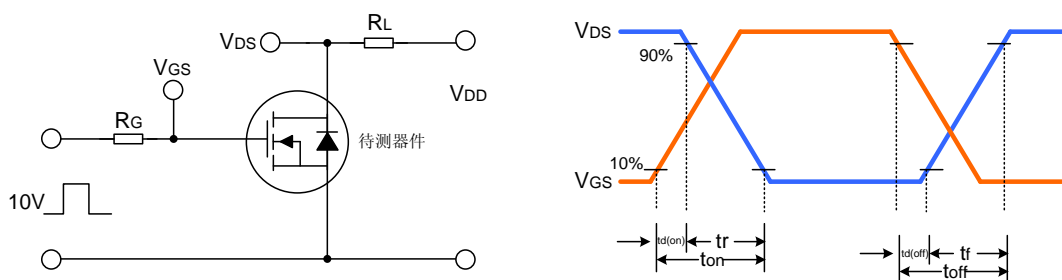 VDS
RL
VGS
VDD
RG
待测器件
10V
VDS
90%
10%
VGS
td(on)
tr
ton
td(off)
tf
toff